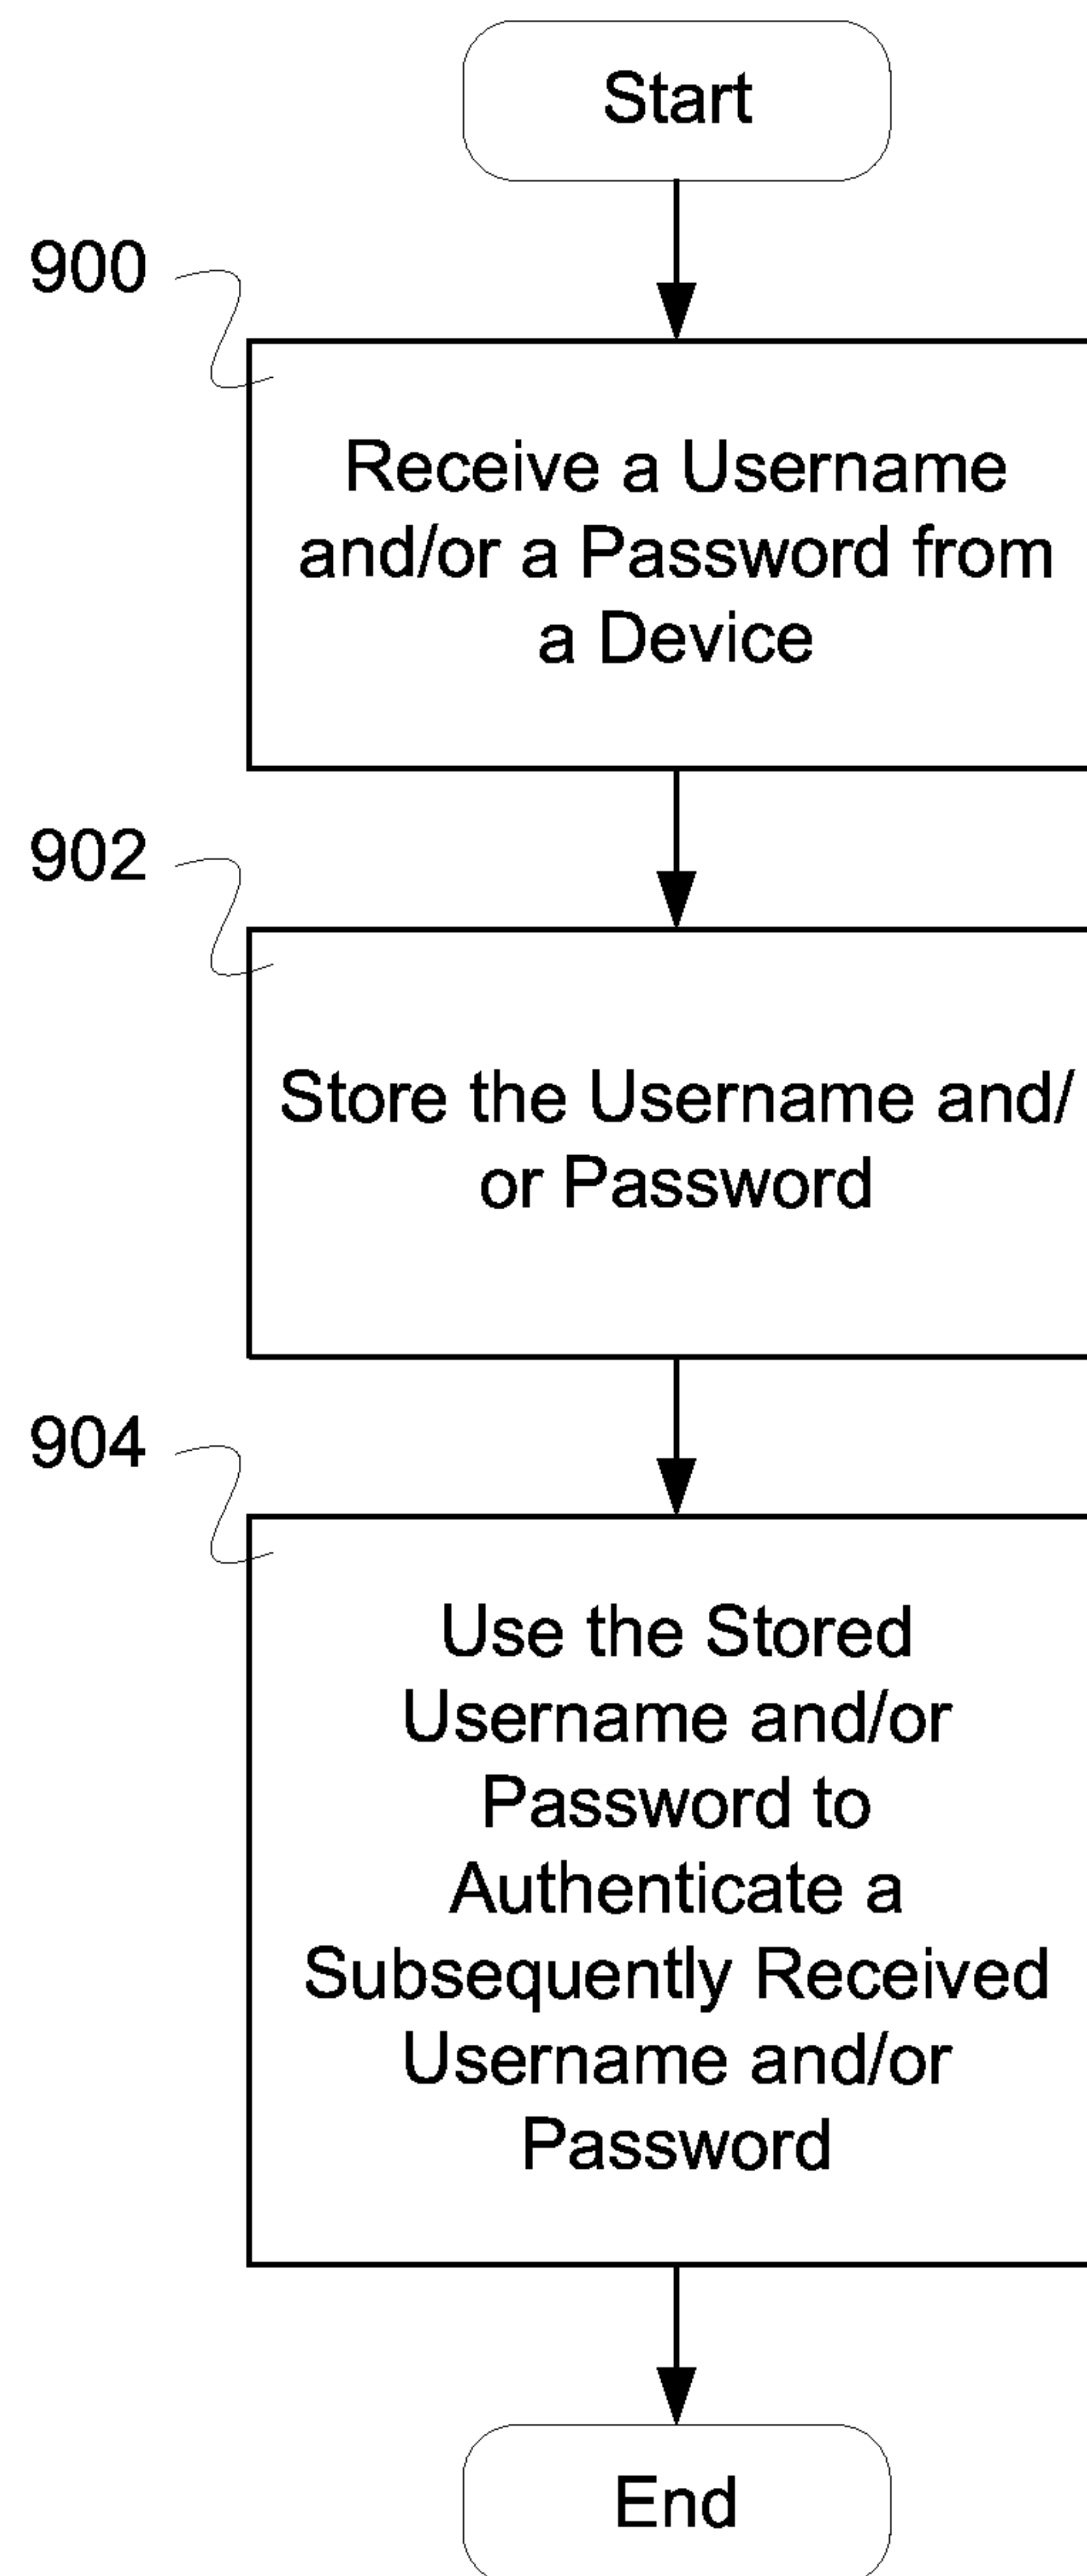 Start
900
Receive a Username
and/or a Password from
a Device
902
Store the Username and/
or Password
904
Use the Stored
Username and/or
Password to
Authenticate a
Subsequently Received
Username and/or
Password
End